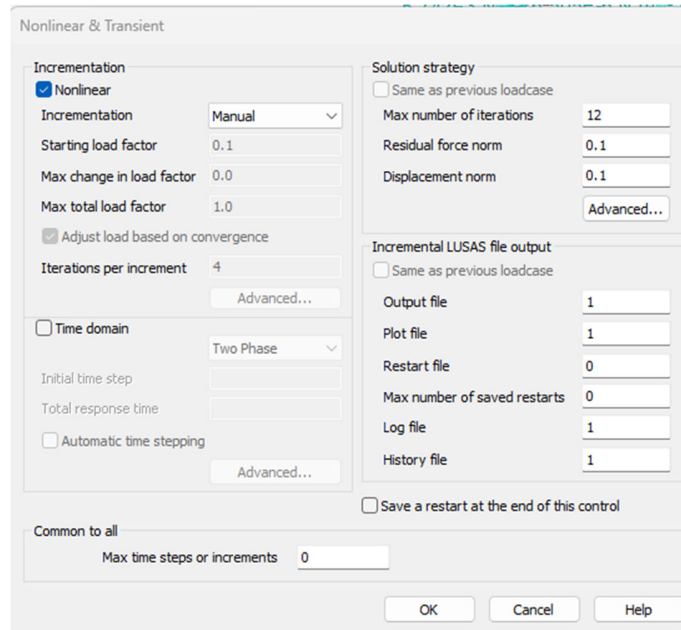 Nonlinear & Transient
Incrementation
Nonlinear
Incrementation Manual
Starting load factor 0.1
Max change in load factor 0.0
Max total load factor 1.0
Adjust load based on convergence
Iterations per increment 4
Advanced...
Time domain
Two Phase
Initial time step
Total response time
Automatic time stepping
Advanced...
Solution strategy
Same as previous loadcase
Max number of iterations 12
Residual force norm 0.1
Displacement norm 0.1
Advanced...
Incremental LUSAS file output
Same as previous loadcase
Output file 1
Plot file 1
Restart file 0
Max number of saved restarts 0
Log file 1
History file 1
Save a restart at the end of this control
Common to all
Max time steps or increments 0
OK Cancel Help